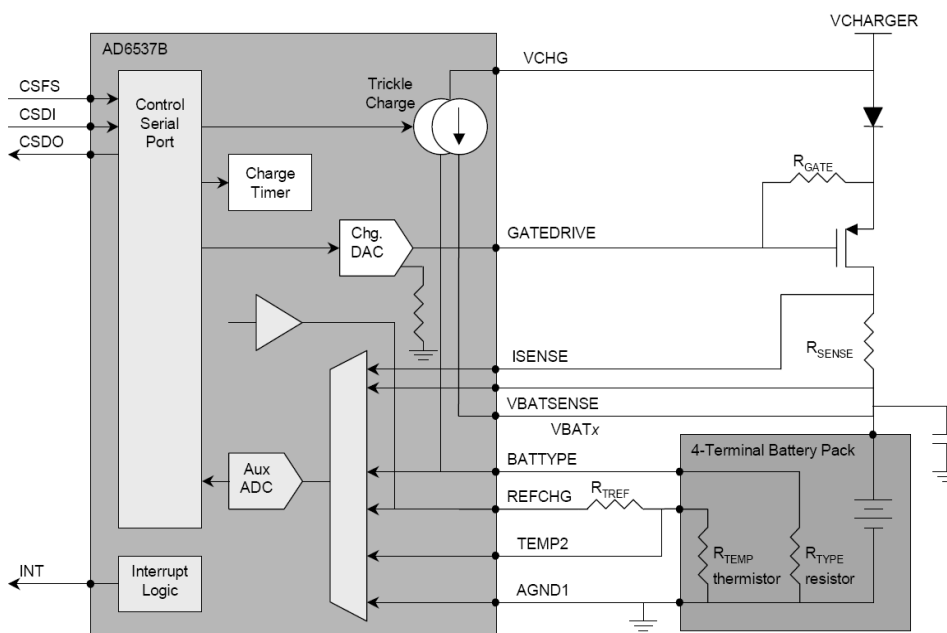 VCHARGER
AD6537B
VCHG
CSFS
CSDI
CSDO
Control
Serial
Port
Trickle
Charge
Charge
Timer
RGATE
Chg.
DAC
GATEDRIVE
ISENSE
RSENSE
VBATSENSE
VBATx
4-Terminal Battery Pack
BATTYPE
Aux
ADC
REFCHG
RTREF
TEMP2
RTEMP
thermistor
RTYPE
resistor
INT
Interrupt
Logic
AGND1